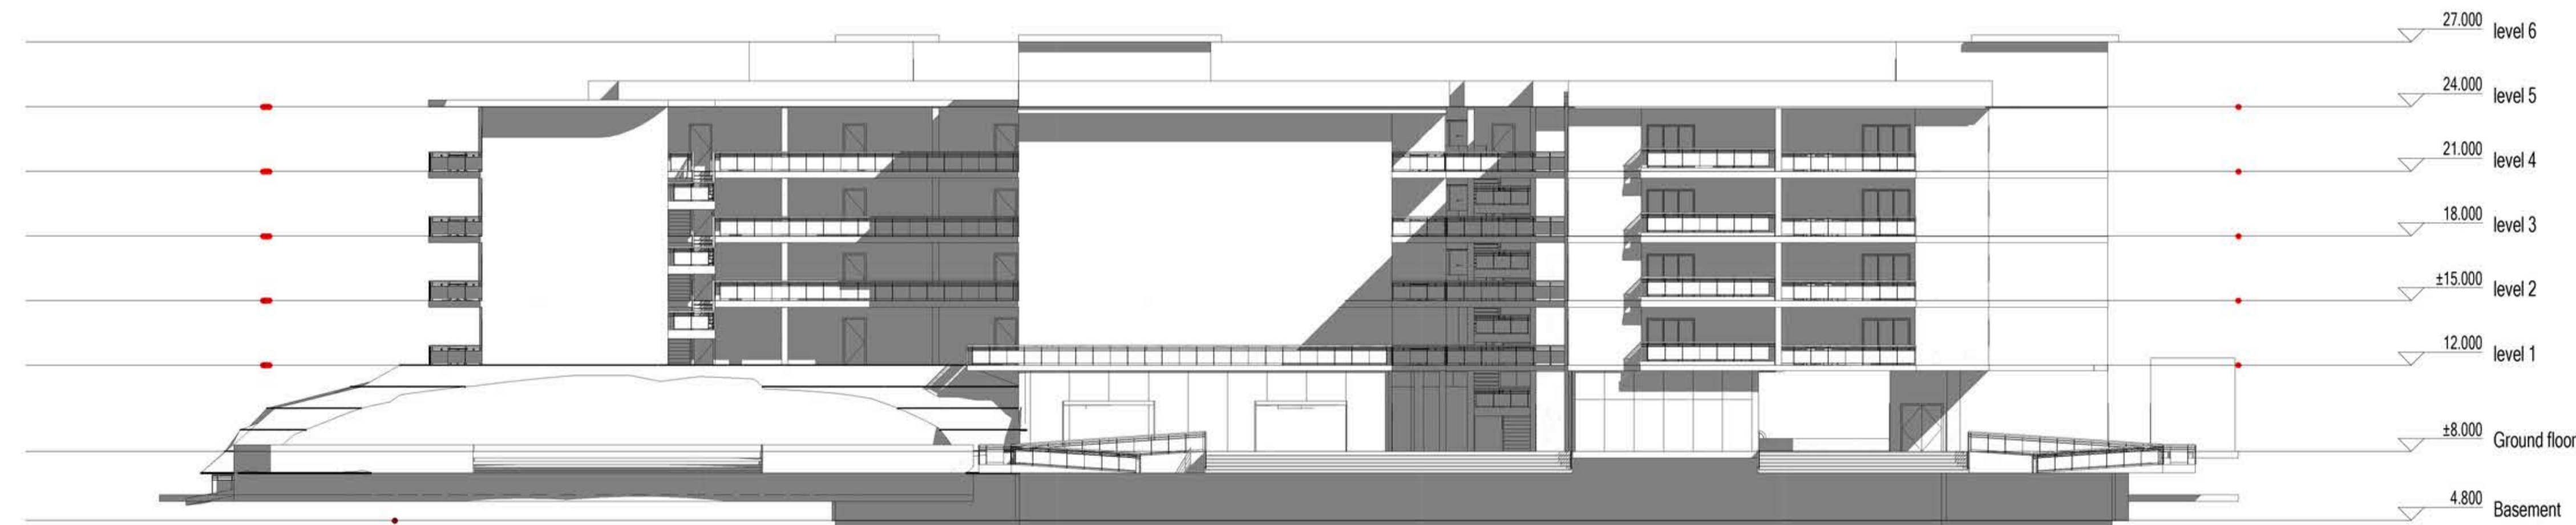 27.000 level 6
24.000 level 5
21.000 level 4
18.000 level 3
±15.000 level 2
12.000 level 1
±8.000 Ground floor
4.800 Basement